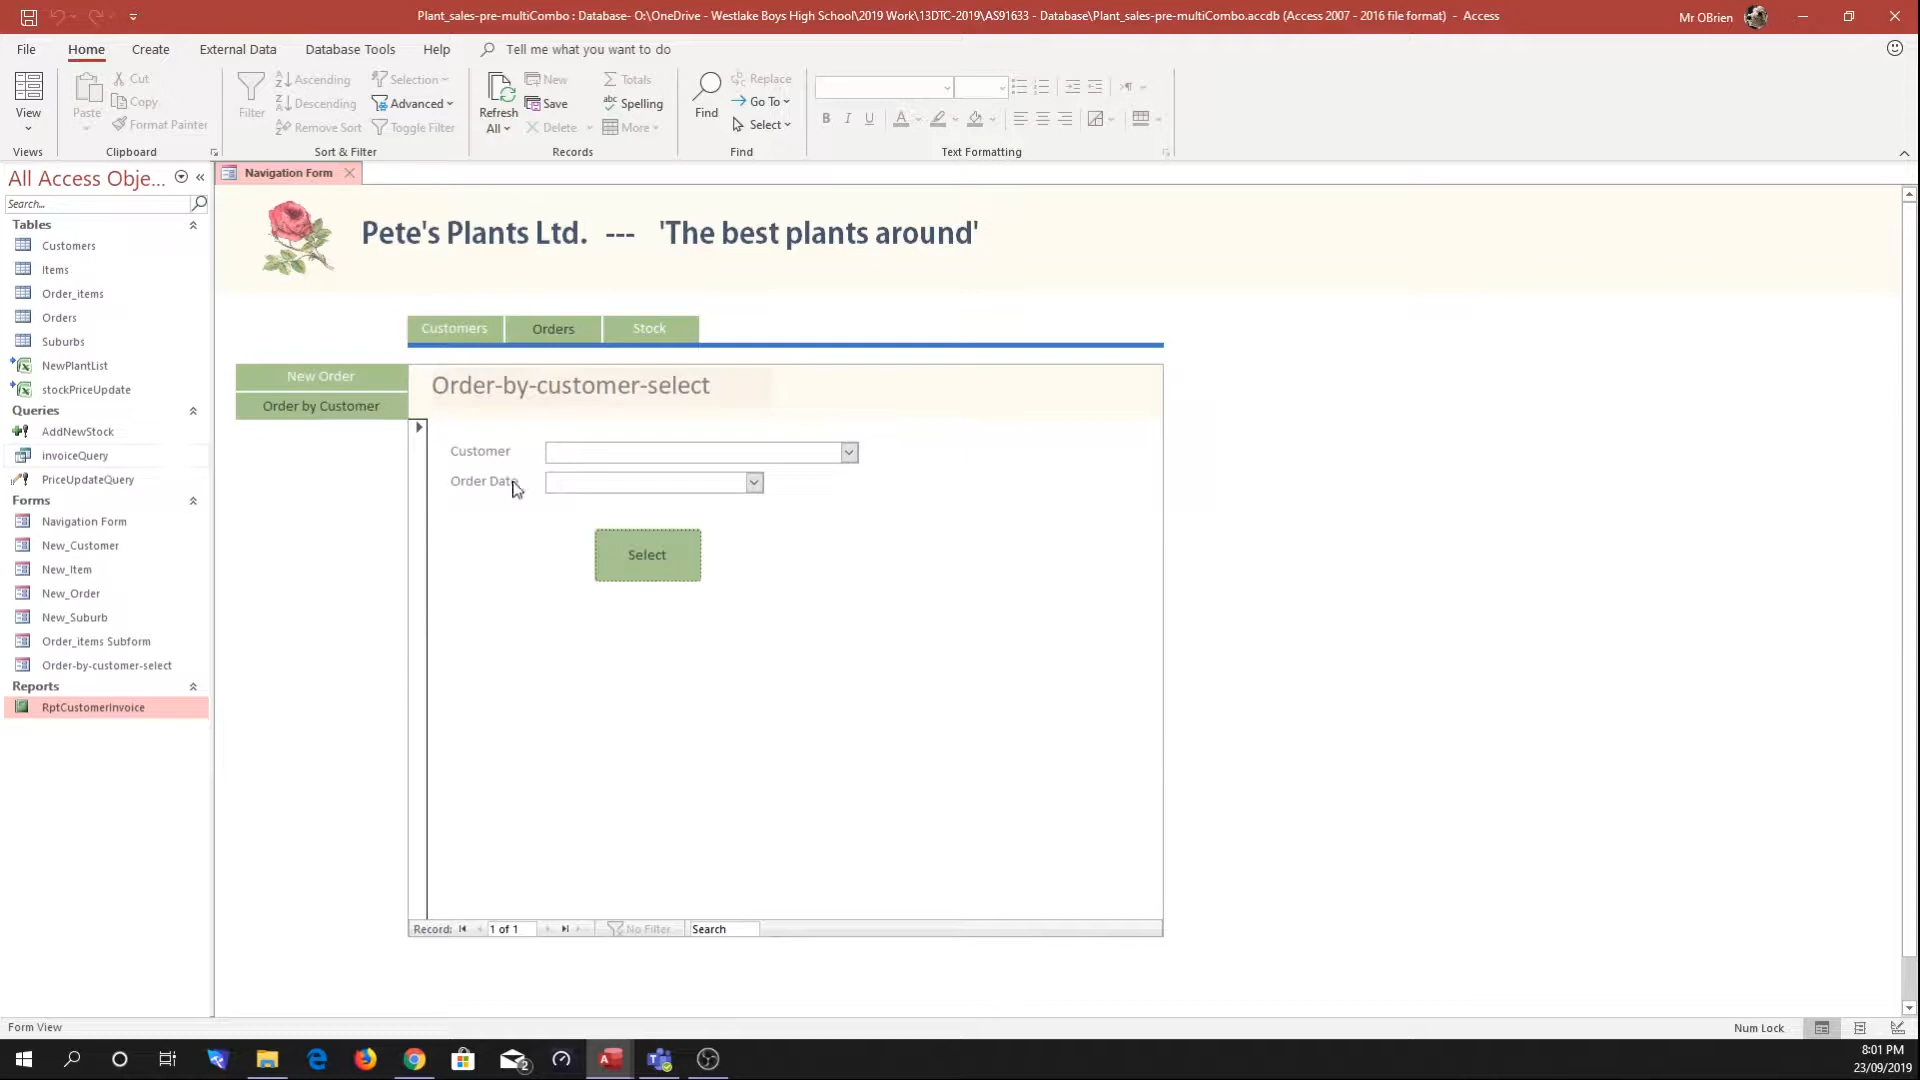 Plant_sales-pre-multiCombo : Database- O:\OneDrive - Westlake Boys High School\2019 Work\13DTC-2019\AS91633 - Database\Plant_sales-pre-multiCombo.accdb (Access 2007 - 2016 file format) - Access
Mr OBrien
File Home Create External Data Database Tools Help Tell me what you want to do
View
Views
Paste
Cut
Copy
Format Painter
Clipboard
Filter
Ascending
Descending
Remove Sort
Selection
Advanced
Toggle Filter
Sort & Filter
Refresh
All
New
Save
Delete
Totals
Spelling
More
Records
Find
Replace
Go To
Select
Find
B I U
Text Formatting
All Access Obje...
Search...
Tables
Customers
Items
Order_items
Orders
Suburbs
NewPlantList
stockPriceUpdate
Queries
AddNewStock
invoiceQuery
PriceUpdateQuery
Forms
Navigation Form
New_Customer
New_Item
New_Order
New_Suburb
Order_items Subform
Order-by-customer-select
Reports
RptCustomerInvoice
Navigation Form
Pete's Plants Ltd. --- 'The best plants around'
Customers Orders Stock
New Order
Order by Customer
Order-by-customer-select
Customer
Order Date
Select
Record: 1 of 1 No Filter Search
Form View
Num Lock
2
8:01 PM
23/09/2019